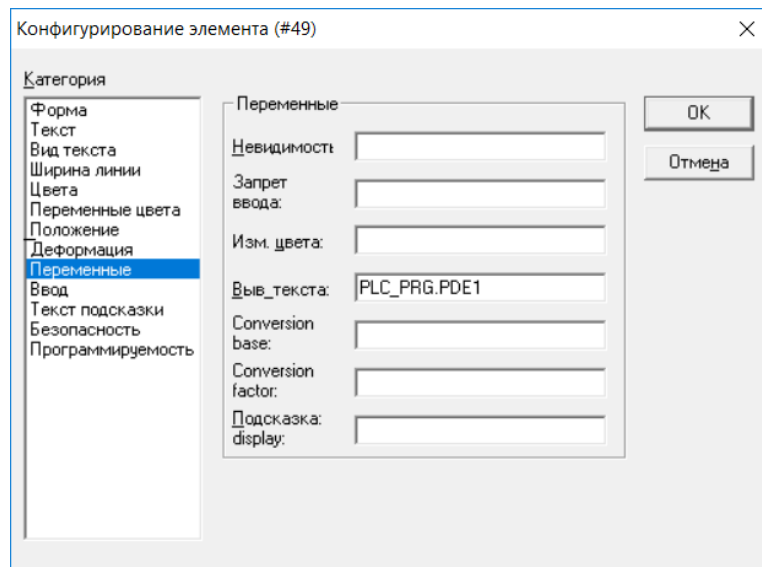 Конфигурирование элемента (#49)
Категория
Форма
Текст
Вид текста
Ширина линии
Цвета
Переменные цвета
Положение
Деформация
Переменные
Ввод
Текст подсказки
Безопасность
Программируемость
Переменные
Невидимость
Запрет
ввода:
Изм. цвета:
Выв_текста: PLC_PRG.PDE1
Conversion
base:
Conversion
factor:
Подсказка:
display:
OK
Отмена